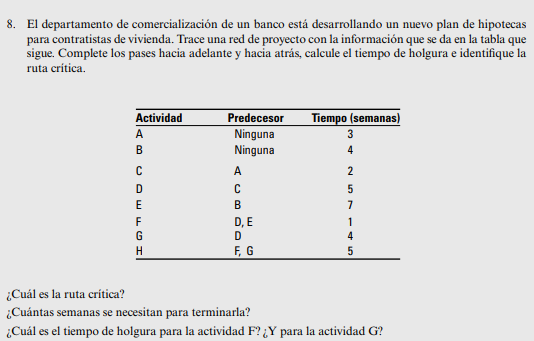 8. El departamento de comercialización de un banco está desarrollando un nuevo plan de hipotecas
para contratistas de vivienda. Trace una red de proyecto con la información que se da en la tabla que
sigue. Complete los pases hacia adelante y hacia atrás, calcule el tiempo de holgura e identifique la
ruta crítica.
Actividad Predecesor Tiempo (semanas)
A Ninguna 3
B Ninguna 4
C A 2
D C 5
E B 7
F D, E 1
G D 4
H F, G 5
¿Cuál es la ruta crítica?
¿Cuántas semanas se necesitan para terminarla?
¿Cuál es el tiempo de holgura para la actividad F? ¿Y para la actividad G?